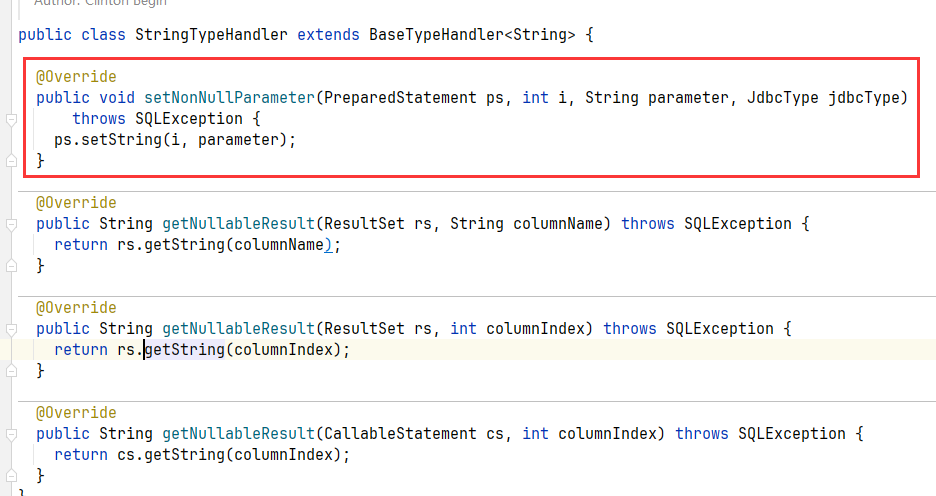 Author: Clinton Begin
public class StringTypeHandler extends BaseTypeHandler<String> {
@Override
public void setNonNullParameter(PreparedStatement ps, int i, String parameter, JdbcType jdbcType)
throws SQLException {
ps.setString(i, parameter);
}
@Override
public String getNullableResult(ResultSet rs, String columnName) throws SQLException {
return rs.getString(columnName);
}
@Override
public String getNullableResult(ResultSet rs, int columnIndex) throws SQLException {
return rs.getString(columnIndex);
}
@Override
public String getNullableResult(CallableStatement cs, int columnIndex) throws SQLException {
return cs.getString(columnIndex);
}
}